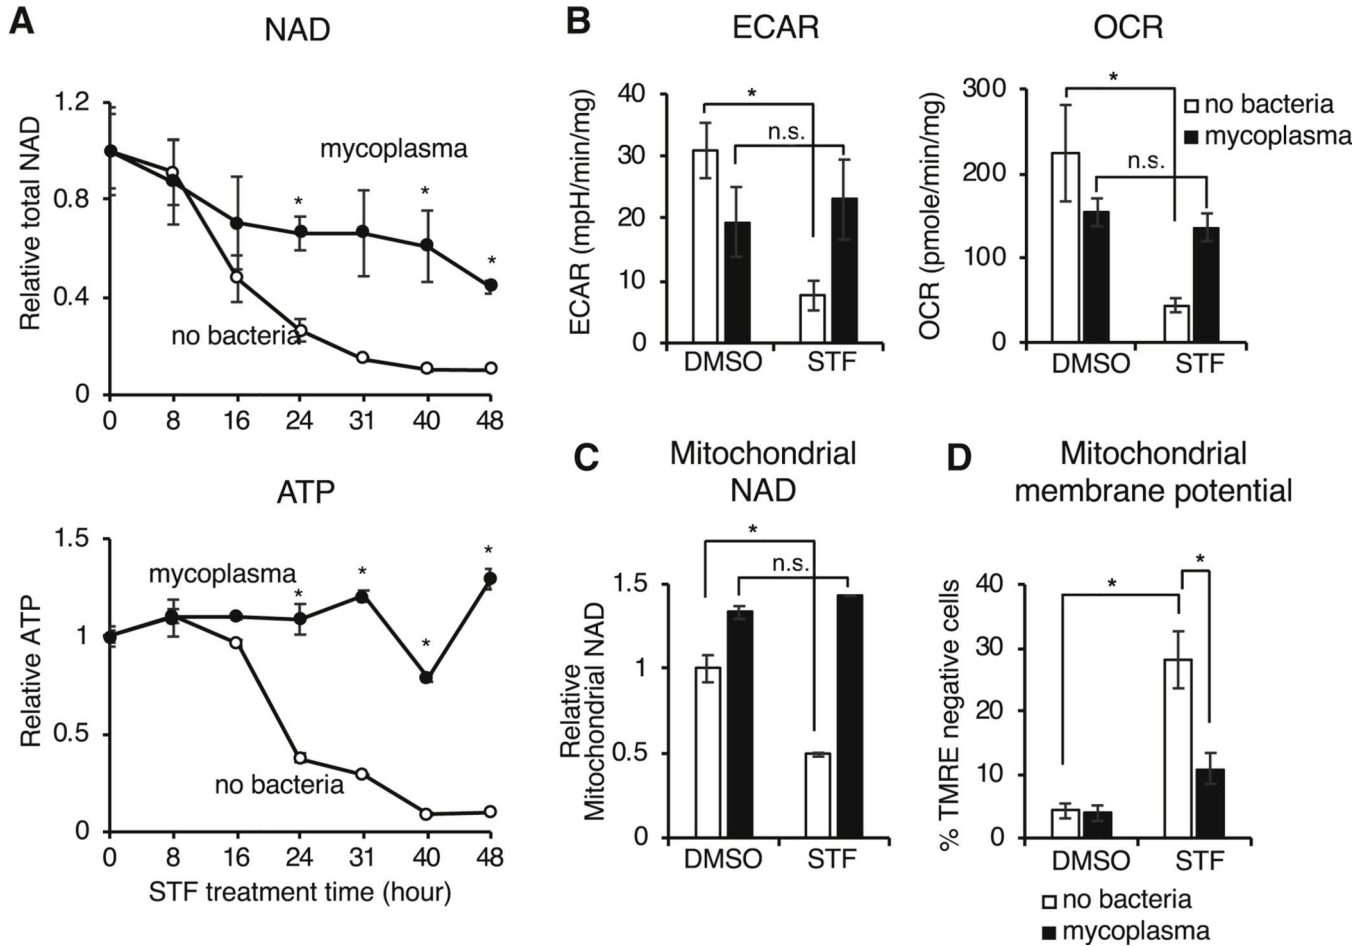 A
NAD
Relative total NAD
1.2
0.8
0.4
0
mycoplasma
*
*
*
no bacteria
0 8 16 24 31 40 48
ATP
Relative ATP
1.5
1
0.5
0
mycoplasma
*
*
*
*
no bacteria
0 8 16 24 31 40 48
STF treatment time (hour)
B
ECAR
ECAR (mpH/min/mg)
40
30
20
10
0
*
n.s.
DMSO STF
OCR
OCR (pmole/min/mg)
300
200
100
0
*
n.s.
DMSO STF
no bacteria
mycoplasma
C
Mitochondrial
NAD
Relative
Mitochondrial NAD
1.5
1
0.5
0
*
n.s.
DMSO STF
D
Mitochondrial
membrane potential
% TMRE negative cells
40
30
20
10
0
*
*
DMSO STF
no bacteria
mycoplasma